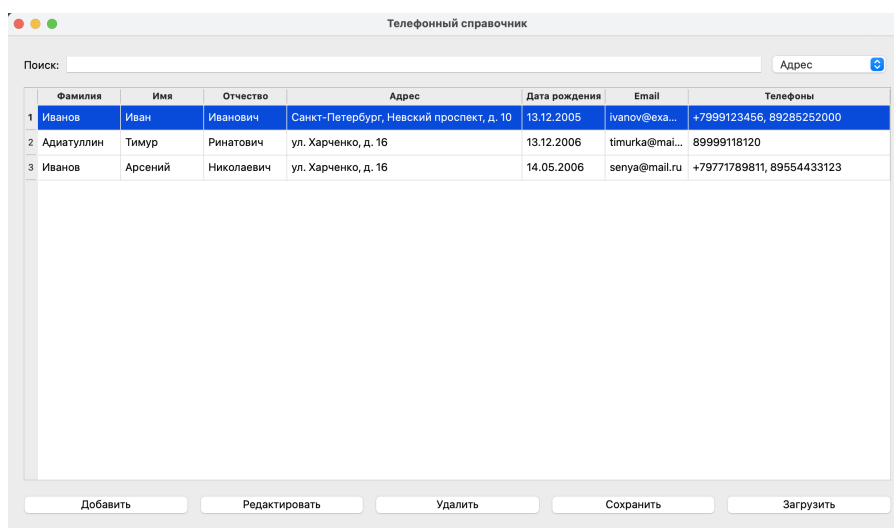 Телефонный справочник
Поиск: Адрес
Фамилия Имя Отчество Адрес Дата рождения Email Телефоны
1 Иванов Иван Иванович Санкт-Петербург, Невский проспект, д. 10 13.12.2005 ivanov@exa... +7999123456, 89285252000
2 Адиатуллин Тимур Ринатович ул. Харченко, д. 16 13.12.2006 timurka@mai... 89999118120
3 Иванов Арсений Николаевич ул. Харченко, д. 16 14.05.2006 senya@mail.ru +79771789811, 89554433123
Добавить Редактировать Удалить Сохранить Загрузить